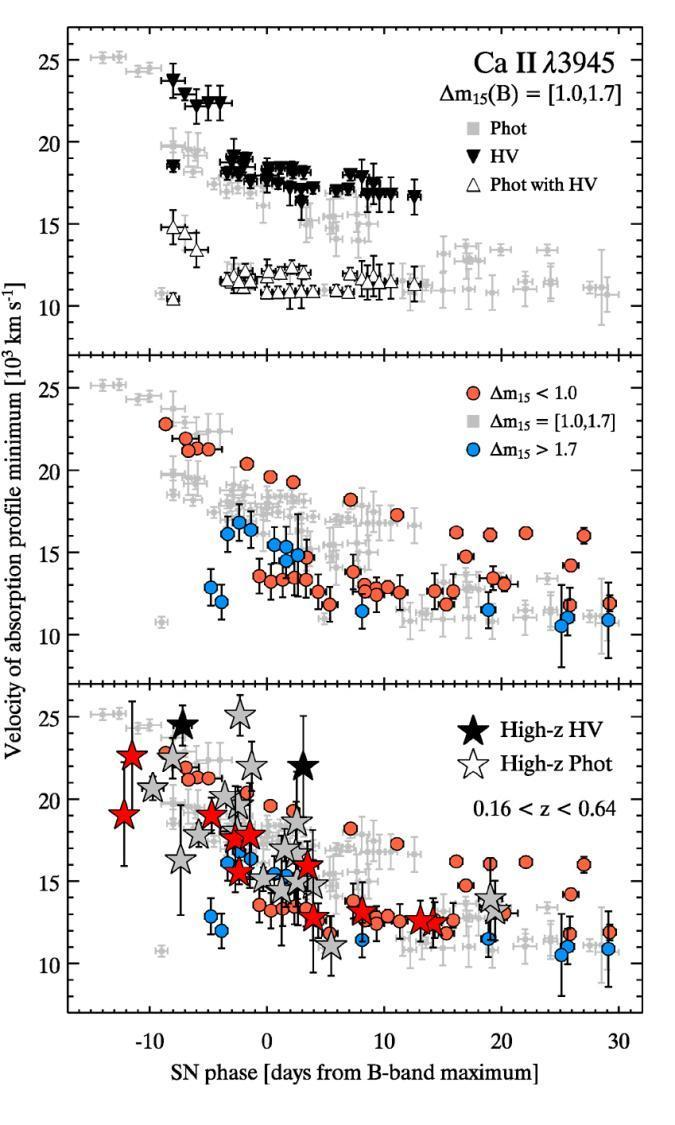 Velocity of absorption profile minimum [10³ km s⁻¹]
25
20
15
10
Ca II λ3945
Δm₁₅(B) = [1.0,1.7]
Phot
HV
Phot with HV
25
20
15
10
Δm₁₅ < 1.0
Δm₁₅ = [1.0,1.7]
Δm₁₅ > 1.7
25
20
15
10
High-z HV
High-z Phot
0.16 < z < 0.64
-10 0 10 20 30
SN phase [days from B-band maximum]